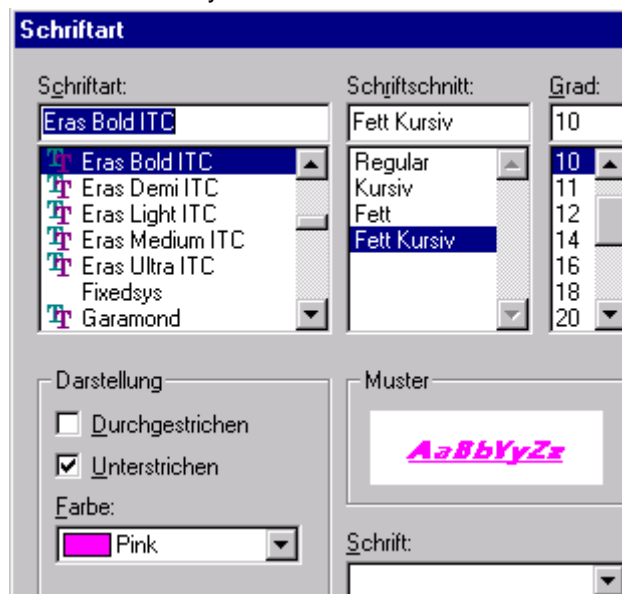 Schriftart
Schriftart:
Schriftschnitt:
Grad:
Eras Bold ITC
Fett Kursiv
10
Eras Bold ITC
Eras Demi ITC
Eras Light ITC
Eras Medium ITC
Eras Ultra ITC
Fixedsys
Garamond
Regular
Kursiv
Fett
Fett Kursiv
10
11
12
14
16
18
20
Darstellung
Durchgestrichen
Unterstrichen
Farbe:
Pink
Muster
AaBbYyZz
Schrift: